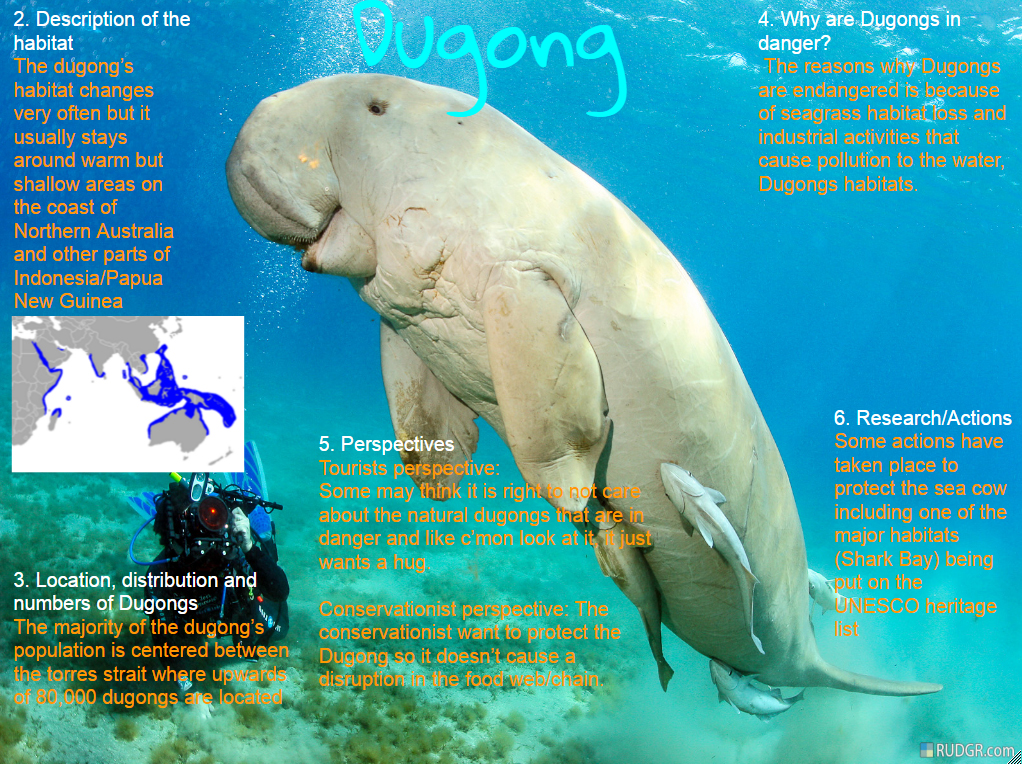 Dugong
2. Description of the
habitat
The dugong’s
habitat changes
very often but it
usually stays
around warm but
shallow areas on
the coast of
Northern Australia
and other parts of
Indonesia/Papua
New Guinea
3. Location, distribution and
numbers of Dugongs
The majority of the dugong’s
population is centered between
the torres strait where upwards
of 80,000 dugongs are located
4. Why are Dugongs in
danger?
The reasons why Dugongs
are endangered is because
of seagrass habitat loss and
industrial activities that
cause pollution to the water,
Dugongs habitats.
5. Perspectives
Tourists perspective:
Some may think it is right to not care
about the natural dugongs that are in
danger and like c’mon look at it, it just
wants a hug.
Conservationist perspective: The
conservationist want to protect the
Dugong so it doesn’t cause a
disruption in the food web/chain.
6. Research/Actions
Some actions have
taken place to
protect the sea cow
including one of the
major habitats
(Shark Bay) being
put on the
UNESCO heritage
list
RUDGR.com